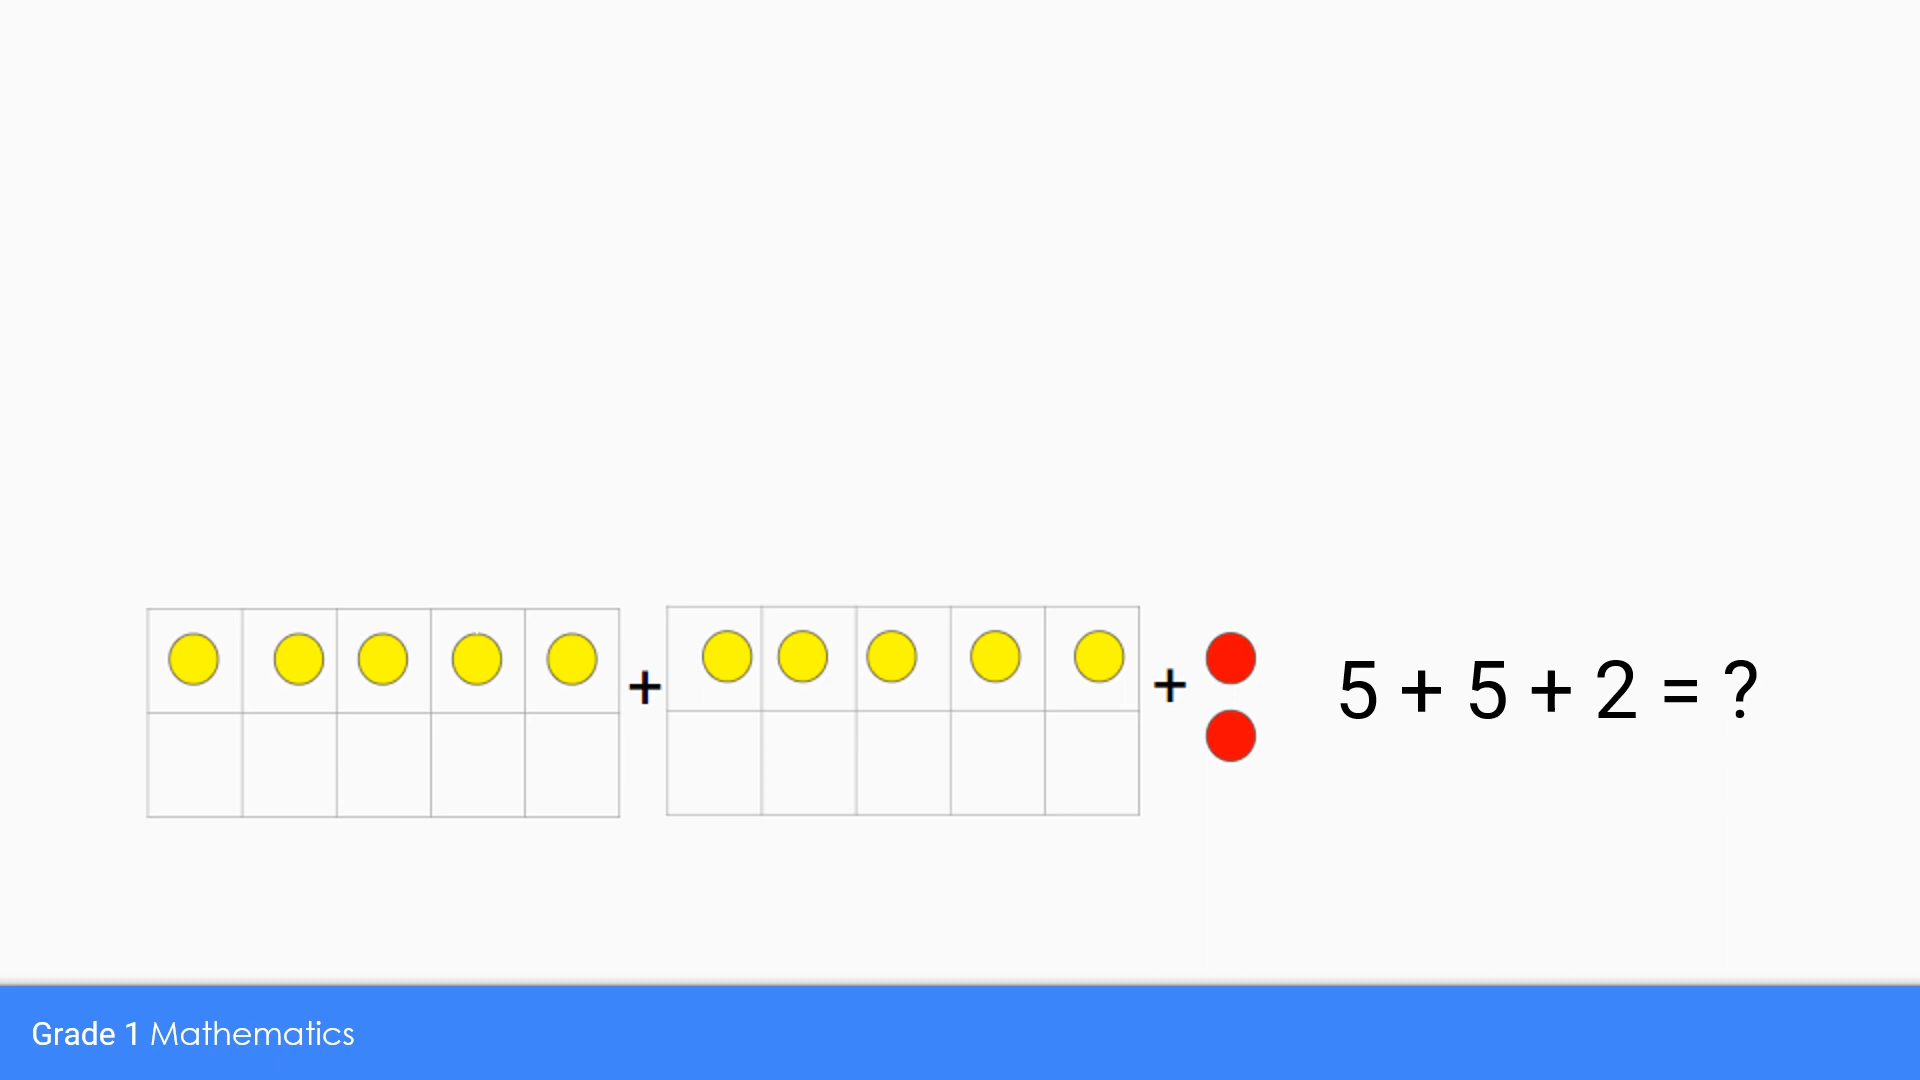 + + 5 + 5 + 2 = ?
Grade 1 Mathematics